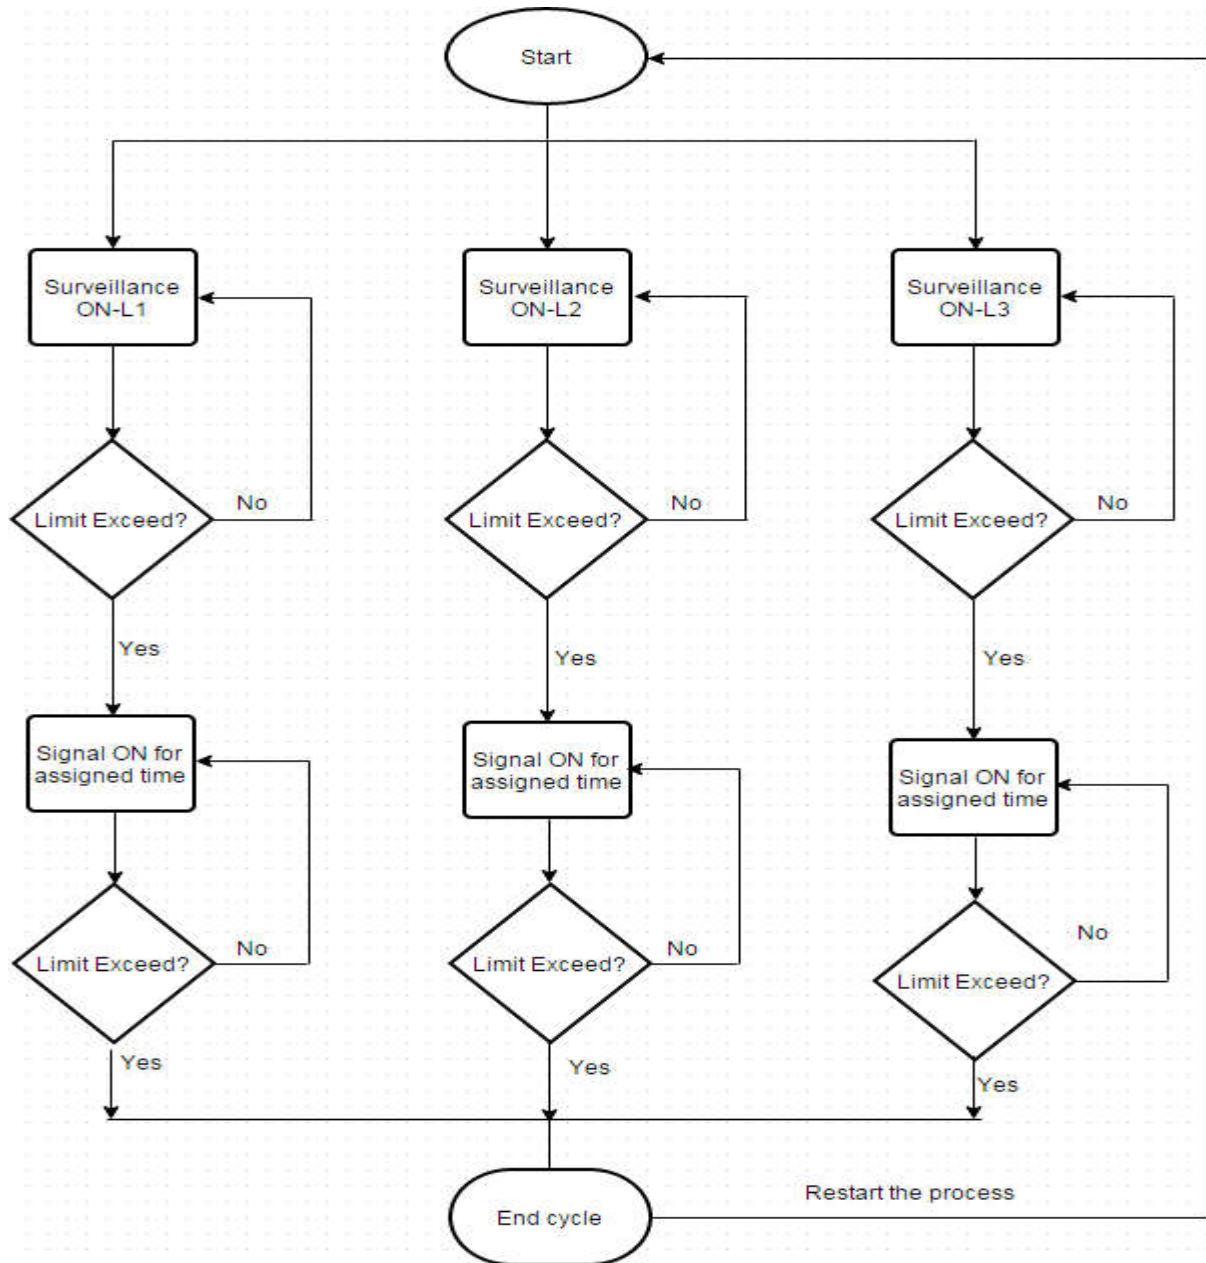 Start
Surveillance
ON-L1
Surveillance
ON-L2
Surveillance
ON-L3
Limit Exceed?
No
Limit Exceed?
No
Limit Exceed?
No
Yes
Yes
Yes
Signal ON for
assigned time
Signal ON for
assigned time
Signal ON for
assigned time
Limit Exceed?
No
Limit Exceed?
No
Limit Exceed?
No
Yes
Yes
Yes
End cycle
Restart the process